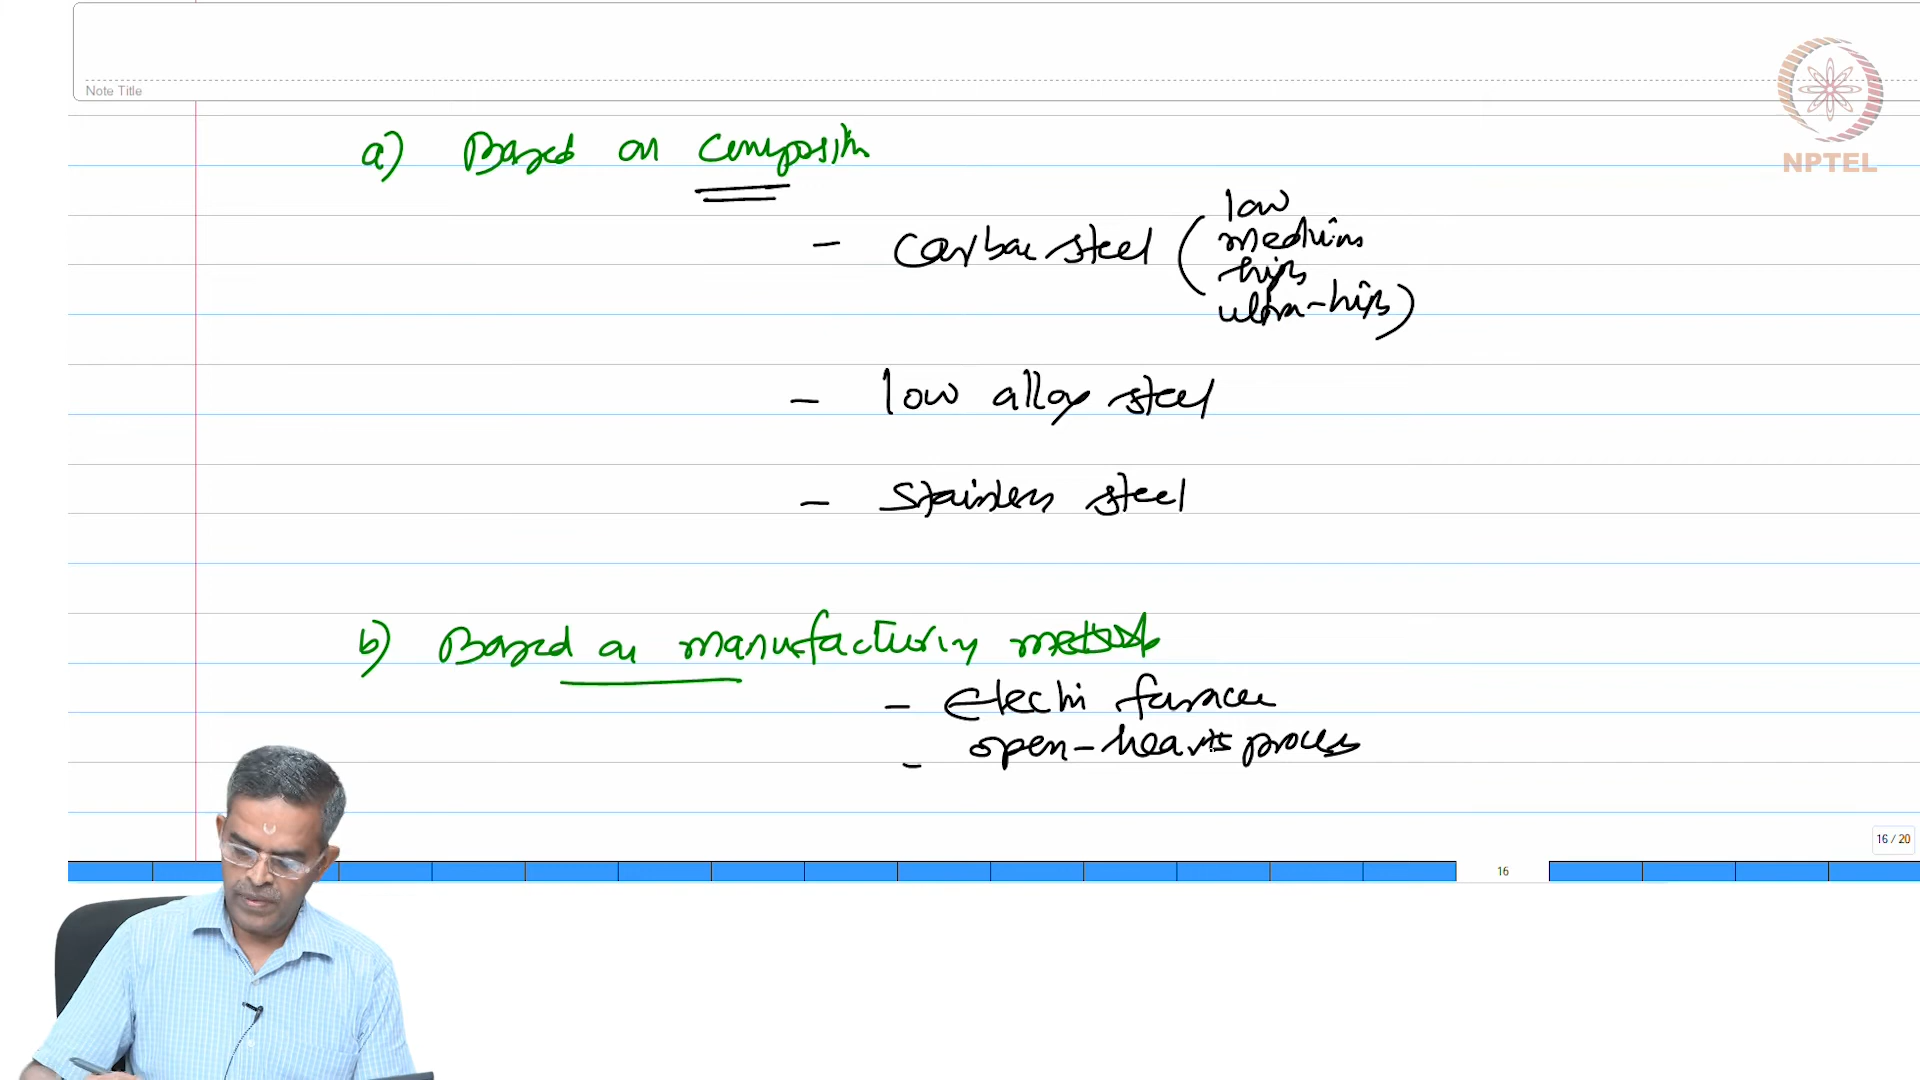 Note Title
NPTEL
a) Based on Composition
- Carbon steel (low
medium
high
ultra-high)
- low alloy steel
- Stainless steel
b) Based on manufacturing methods
- Electric furnace
- open-hearth process
16 / 20
16